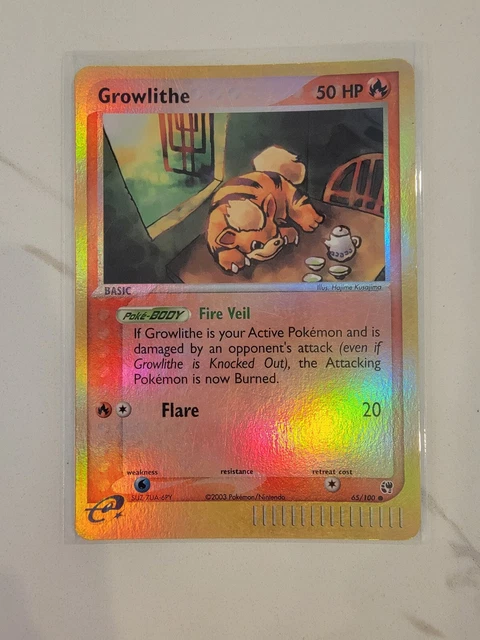 Growlithe 50 HP
BASIC
Illus. Hajime Kusajima
Poké-BODY Fire Veil
If Growlithe is your Active Pokémon and is
damaged by an opponent's attack (even if
Growlithe is Knocked Out), the Attacking
Pokémon is now Burned.
Flare 20
weakness resistance retreat cost
©2003 Pokémon/Nintendo 65/100
e